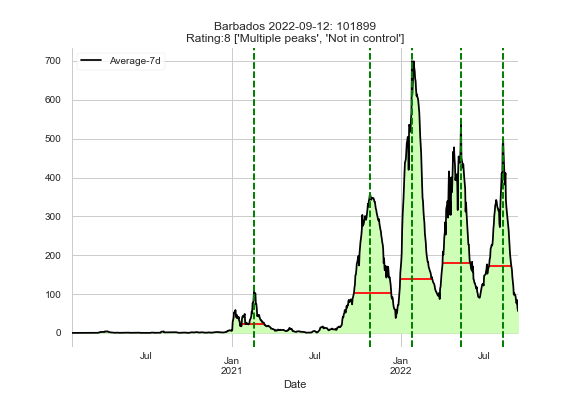 Barbados 2022-09-12: 101899
Rating:8 ['Multiple peaks', 'Not in control']
Average-7d
700
600
500
400
300
200
100
0
Jul
Jan
2021
Jul
Jan
2022
Jul
Date